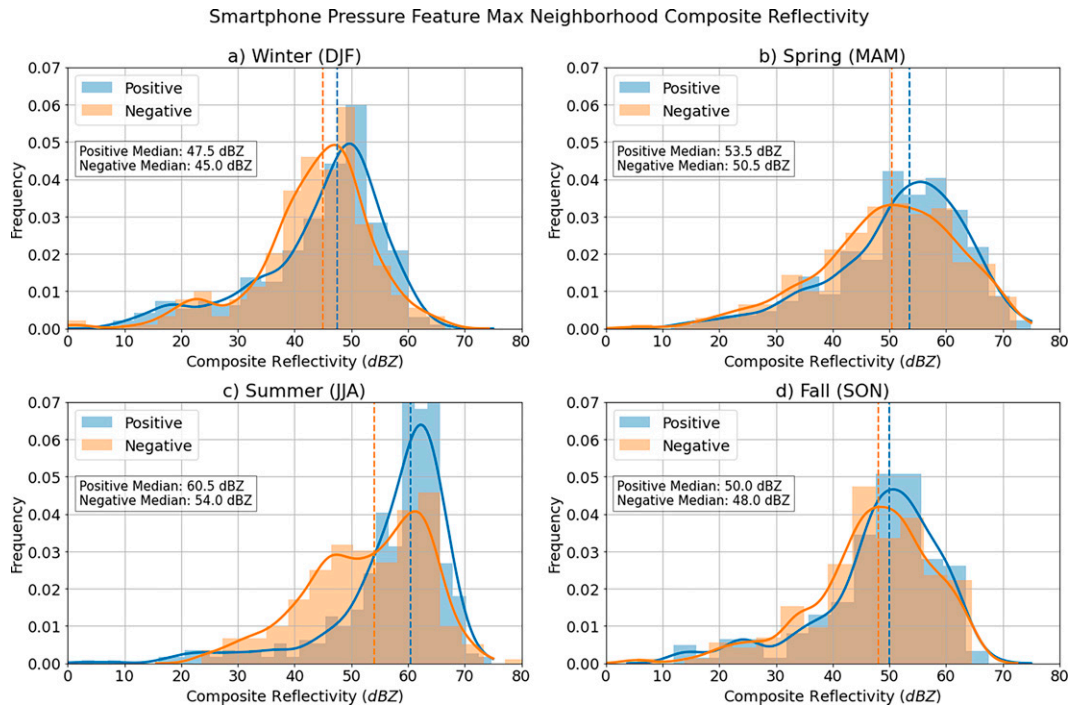 Smartphone Pressure Feature Max Neighborhood Composite Reflectivity
a) Winter (DJF)
0.07
0.06
0.05
0.04
0.03
0.02
0.01
0.00
Frequency
Positive
Negative
Positive Median: 47.5 dBZ
Negative Median: 45.0 dBZ
0 10 20 30 40 50 60 70 80
Composite Reflectivity (dBZ)
b) Spring (MAM)
0.07
0.06
0.05
0.04
0.03
0.02
0.01
0.00
Frequency
Positive
Negative
Positive Median: 53.5 dBZ
Negative Median: 50.5 dBZ
0 10 20 30 40 50 60 70 80
Composite Reflectivity (dBZ)
c) Summer (JJA)
0.07
0.06
0.05
0.04
0.03
0.02
0.01
0.00
Frequency
Positive
Negative
Positive Median: 60.5 dBZ
Negative Median: 54.0 dBZ
0 10 20 30 40 50 60 70 80
Composite Reflectivity (dBZ)
d) Fall (SON)
0.07
0.06
0.05
0.04
0.03
0.02
0.01
0.00
Frequency
Positive
Negative
Positive Median: 50.0 dBZ
Negative Median: 48.0 dBZ
0 10 20 30 40 50 60 70 80
Composite Reflectivity (dBZ)